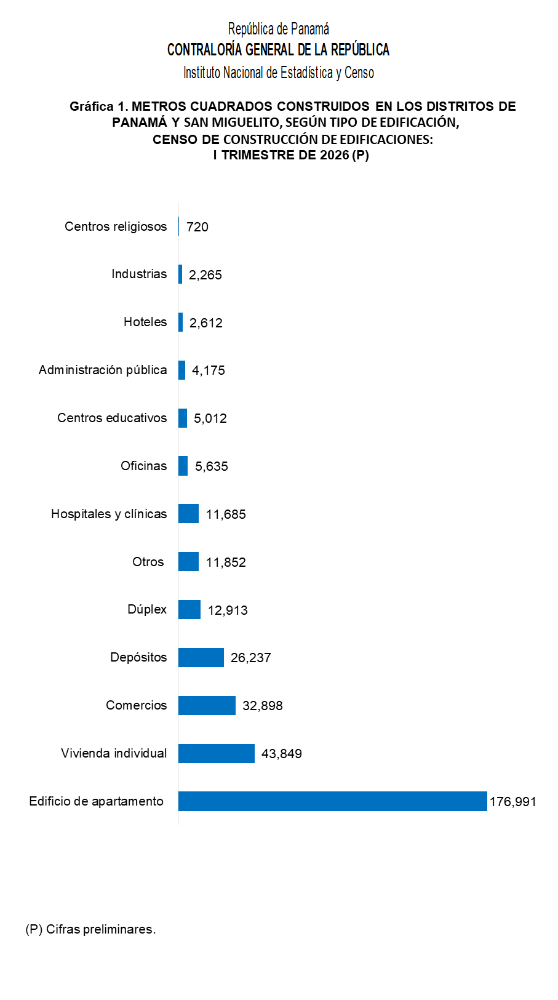 República de Panamá
CONTRALORÍA GENERAL DE LA REPÚBLICA
Instituto Nacional de Estadística y Censo
Gráfica 1. METROS CUADRADOS CONSTRUIDOS EN LOS DISTRITOS DE
PANAMÁ Y SAN MIGUELITO, SEGÚN TIPO DE EDIFICACIÓN,
CENSO DE CONSTRUCCIÓN DE EDIFICACIONES:
I TRIMESTRE DE 2026 (P)
Centros religiosos 720
Industrias 2,265
Hoteles 2,612
Administración pública 4,175
Centros educativos 5,012
Oficinas 5,635
Hospitales y clínicas 11,685
Otros 11,852
Dúplex 12,913
Depósitos 26,237
Comercios 32,898
Vivienda individual 43,849
Edificio de apartamento 176,991
(P) Cifras preliminares.